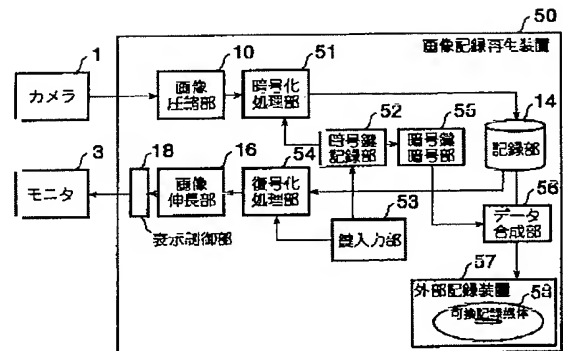 50
画像記録再生装置
1
カメラ
10
画像
圧縮部
51
暗号化
処理部
52
暗号鍵
記録部
55
暗号鍵
暗号部
14
記録部
3
モニタ
18
表示制御部
16
画像
伸長部
54
復号化
処理部
53
鍵入力部
56
データ
合成部
57
外部記録装置
58
可換記録媒体